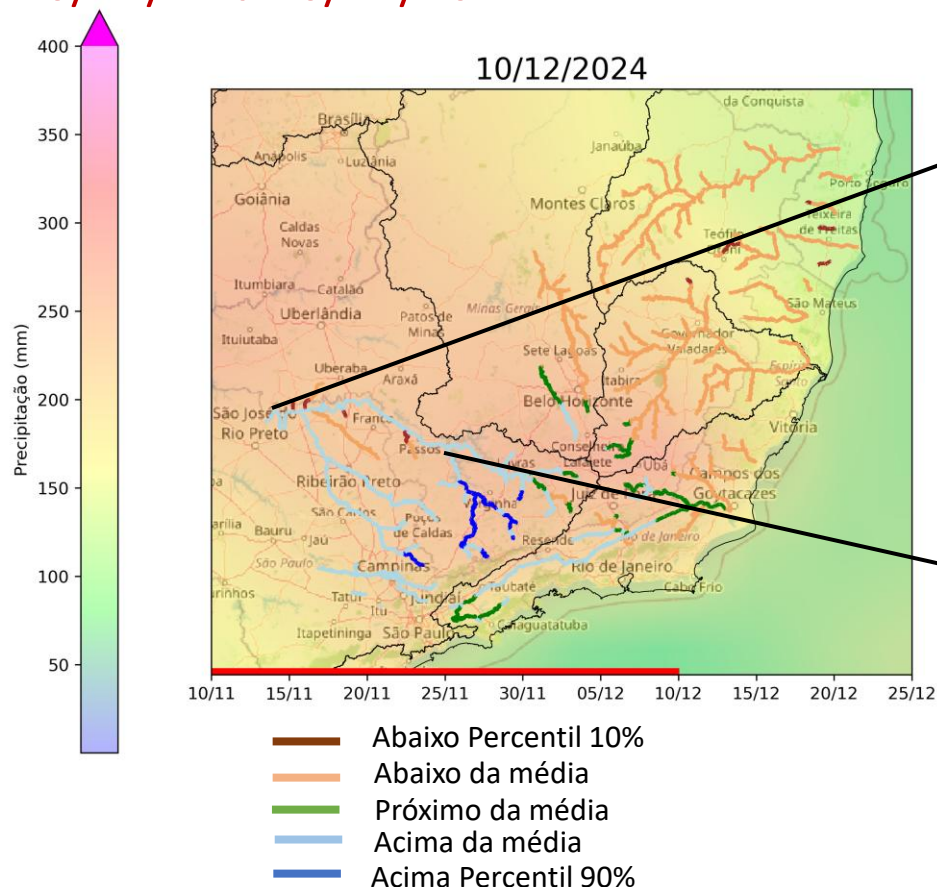 10/12/2024
400
350
300
250
200
150
100
50
Precipitação (mm)
da Conquista
Brasília
Anápolis
Luziânia
Janaúba
Goiânia
Montes Claros
Porto Seguro
Teixeira
de Freitas
Caldas
Novas
Teófilo
Itumbiara
Catalão
Uberlândia
Minas Gerais
São Mateus
Patos de
Minas
Ituiutaba
Governador
Valadares
Sete Lagoas
Uberaba
Araxá
Itabira
Espírito
Santo
São José
Rio Preto
Franca
Belo Horizonte
Vitória
Passos
Conselheiro
Lafaiete
Ubá
Lavras
Ribeirão Preto
Varginha
Juiz de Fora
Campos dos
Goytacazes
São Carlos
Poços
de Caldas
Bauru
Jaú
Resende
Rio de Janeiro
São Paulo
Campinas
Rio de Janeiro
Taubaté
Cabo Frio
Tatuí
Jundiaí
Itu
Itapetininga
São Paulo
Caraguatatuba
10/11
15/11
20/11
25/11
30/11
05/12
10/12
15/12
20/12
25/12
Abaixo Percentil 10%
Abaixo da média
Próximo da média
Acima da média
Acima Percentil 90%